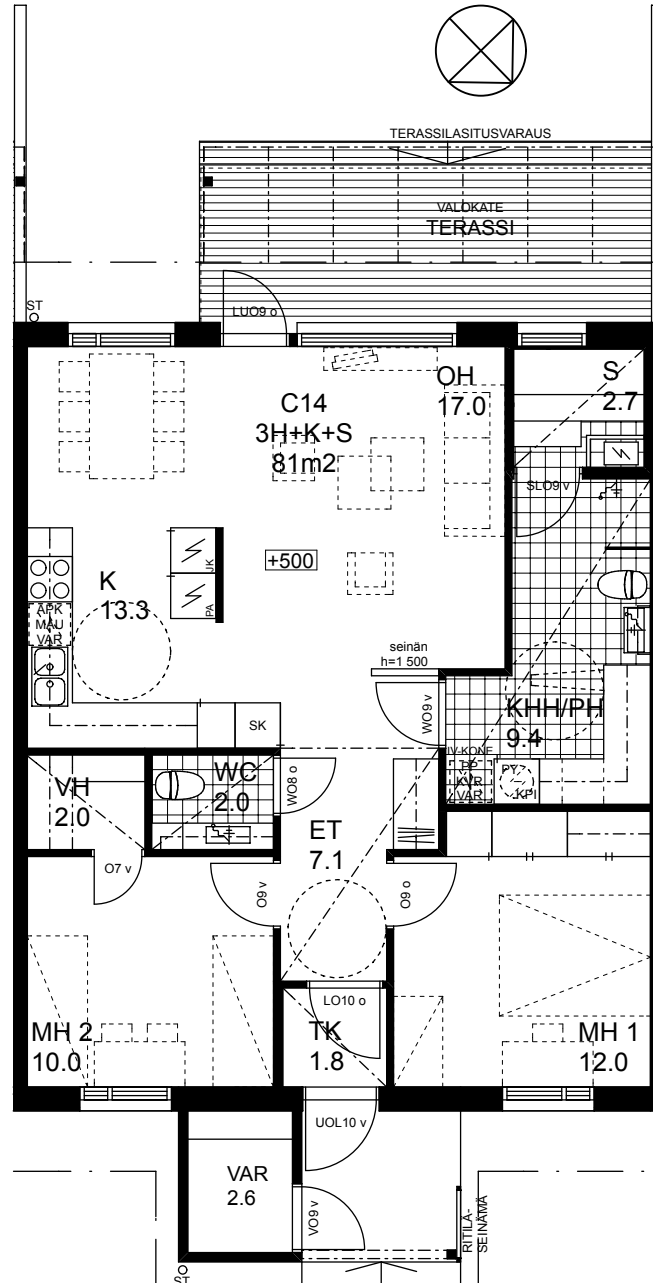 TERASSILASITUSVARAUS
VALOKATE
TERASSI
ST
LUO9 o
OH
17.0
S
2.7
C14
3H+K+S
81m2
SLO9 v
K
13.3
JK
PA
+500
APK
MAU
VAR
seinän
h=1 500
WO9 v
KHH/PH
9.4
SK
IV-KONE
PP
KVR
VAR
PY
KPI
VH
2.0
WC
2.0
WO8 o
ET
7.1
O7 v
O9 v
O9 o
LO10 o
MH 2
10.0
TK
1.8
MH 1
12.0
UOL10 v
VAR
2.6
VO9 v
RITILÄ-
SEINÄMÄ
ST